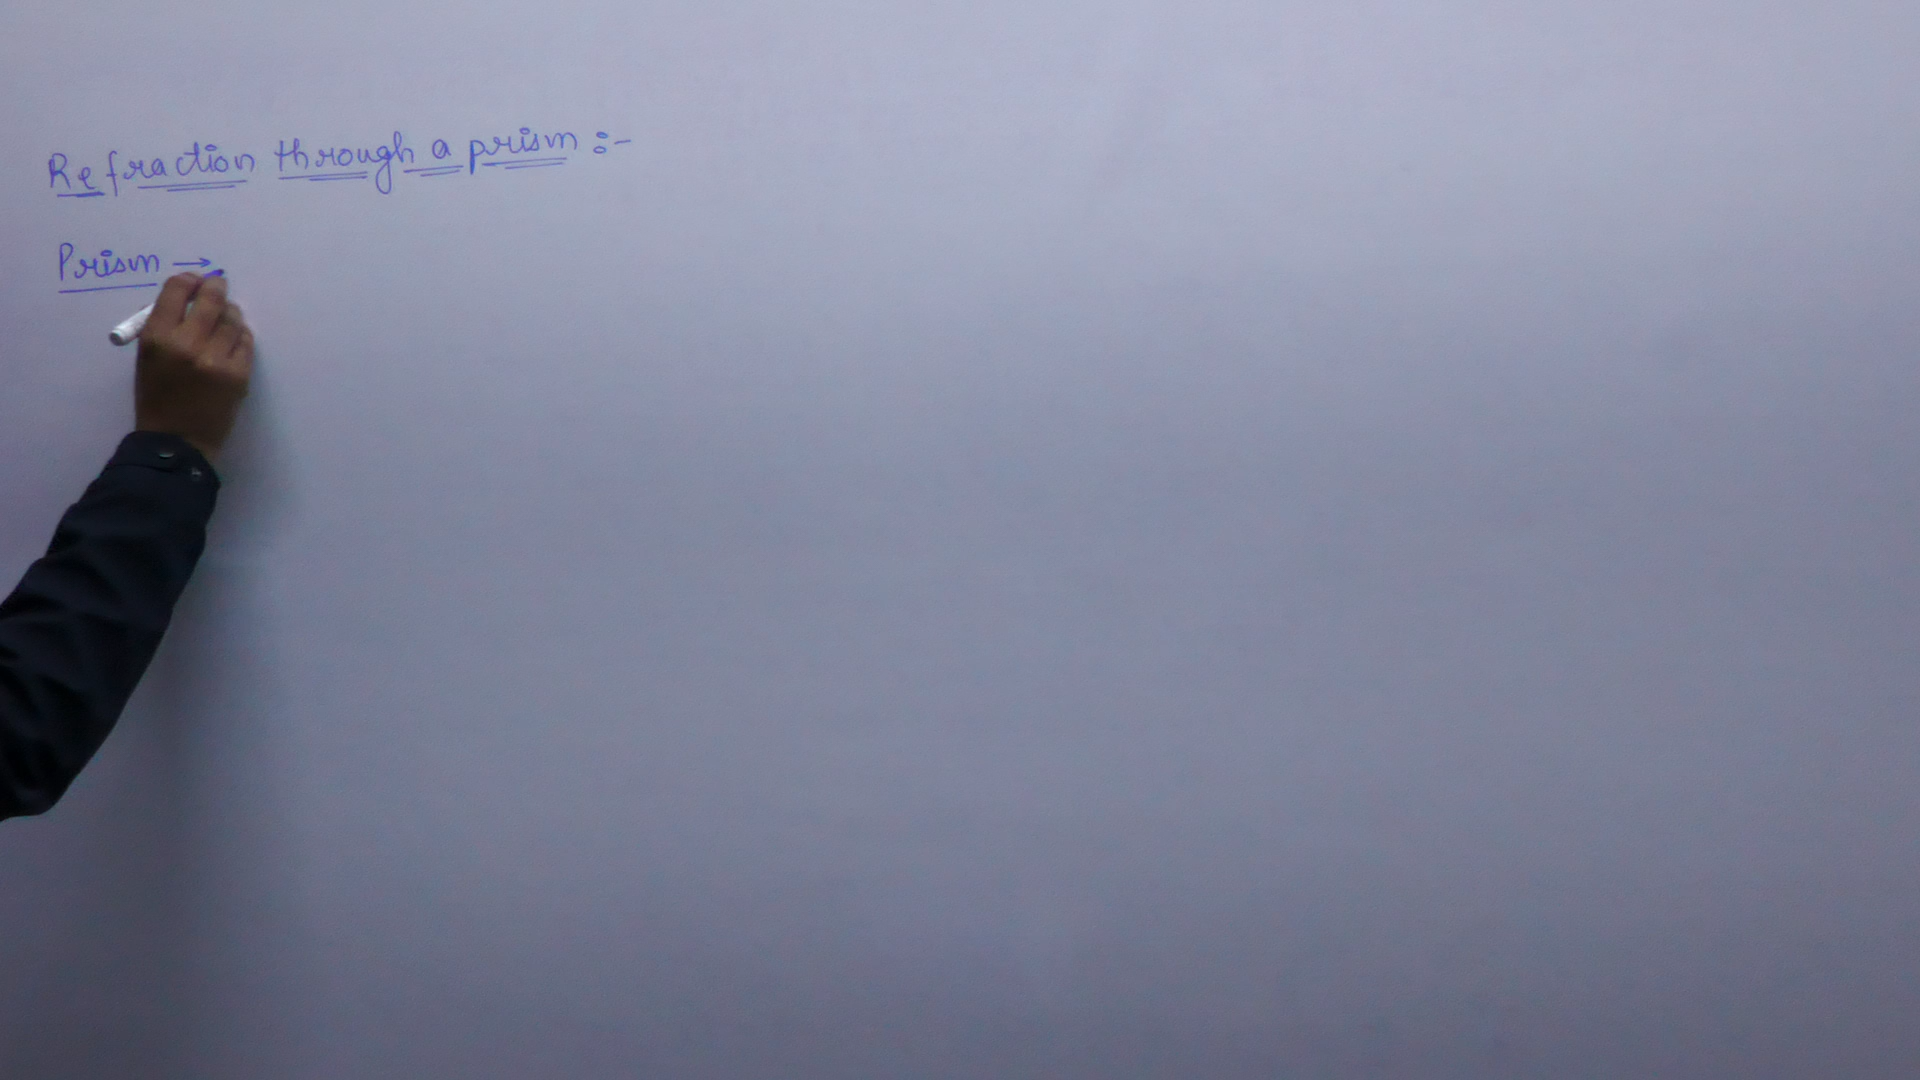 Refraction through a prism :-
Prism →